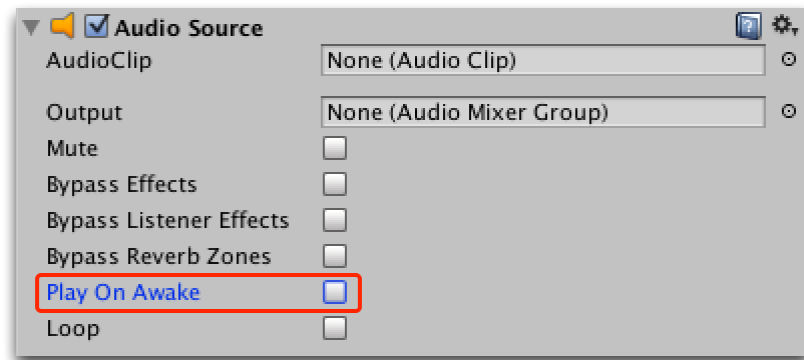 Audio Source
AudioClip None (Audio Clip)
Output None (Audio Mixer Group)
Mute
Bypass Effects
Bypass Listener Effects
Bypass Reverb Zones
Play On Awake
Loop